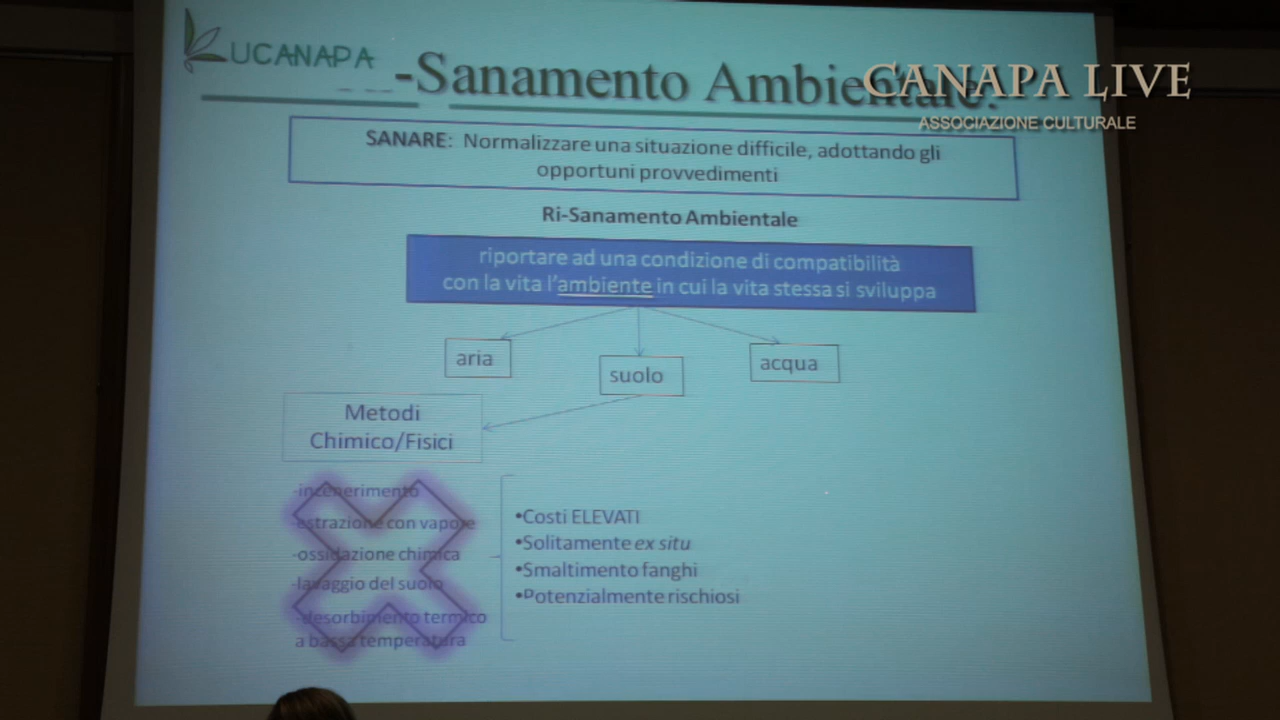 LUCANAPA
-Sanamento Ambientale:
CANAPA LIVE
ASSOCIAZIONE CULTURALE
SANARE: Normalizzare una situazione difficile, adottando gli
opportuni provvedimenti
Ri-Sanamento Ambientale
riportare ad una condizione di compatibilità
con la vita l'ambiente in cui la vita stessa si sviluppa
aria
suolo
acqua
Metodi
Chimico/Fisici
-incenerimento
-estrazione con vapore
-ossidazione chimica
-lavaggio del suolo
-desorbimento termico
a bassa temperatura
•Costi ELEVATI
•Solitamente ex situ
•Smaltimento fanghi
•Potenzialmente rischiosi